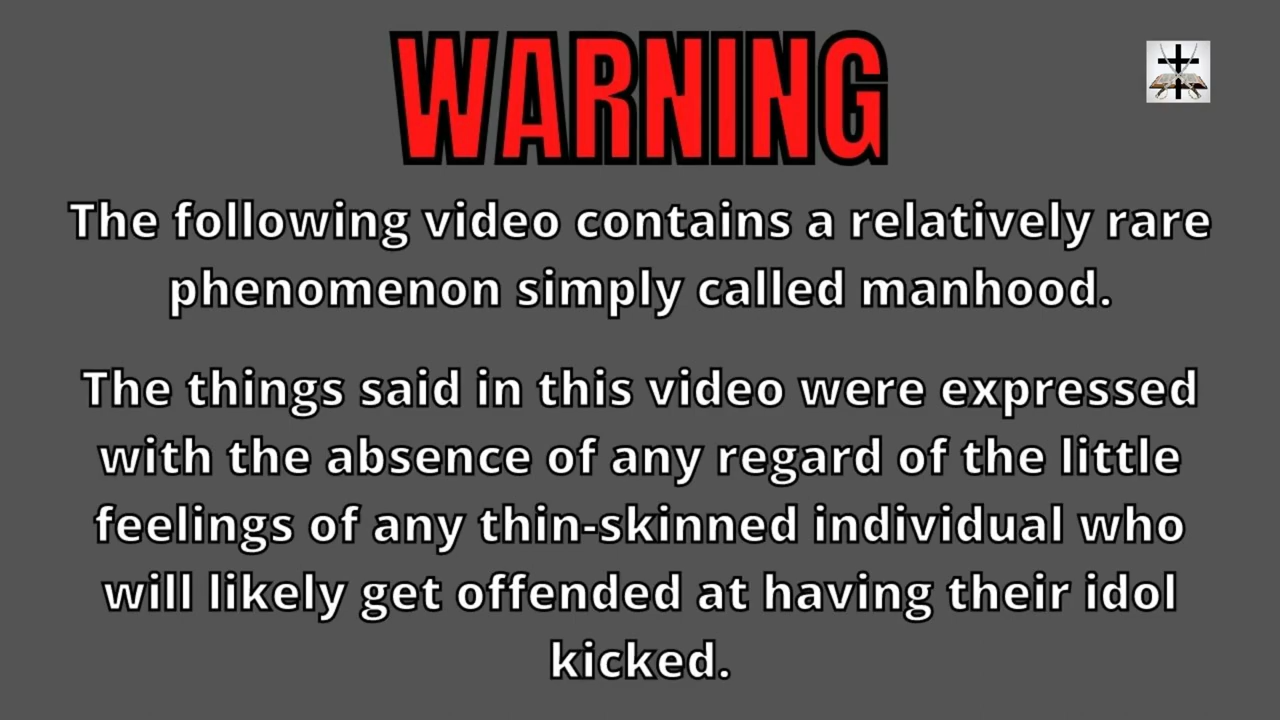 WARNING
The following video contains a relatively rare
phenomenon simply called manhood.
The things said in this video were expressed
with the absence of any regard of the little
feelings of any thin-skinned individual who
will likely get offended at having their idol
kicked.